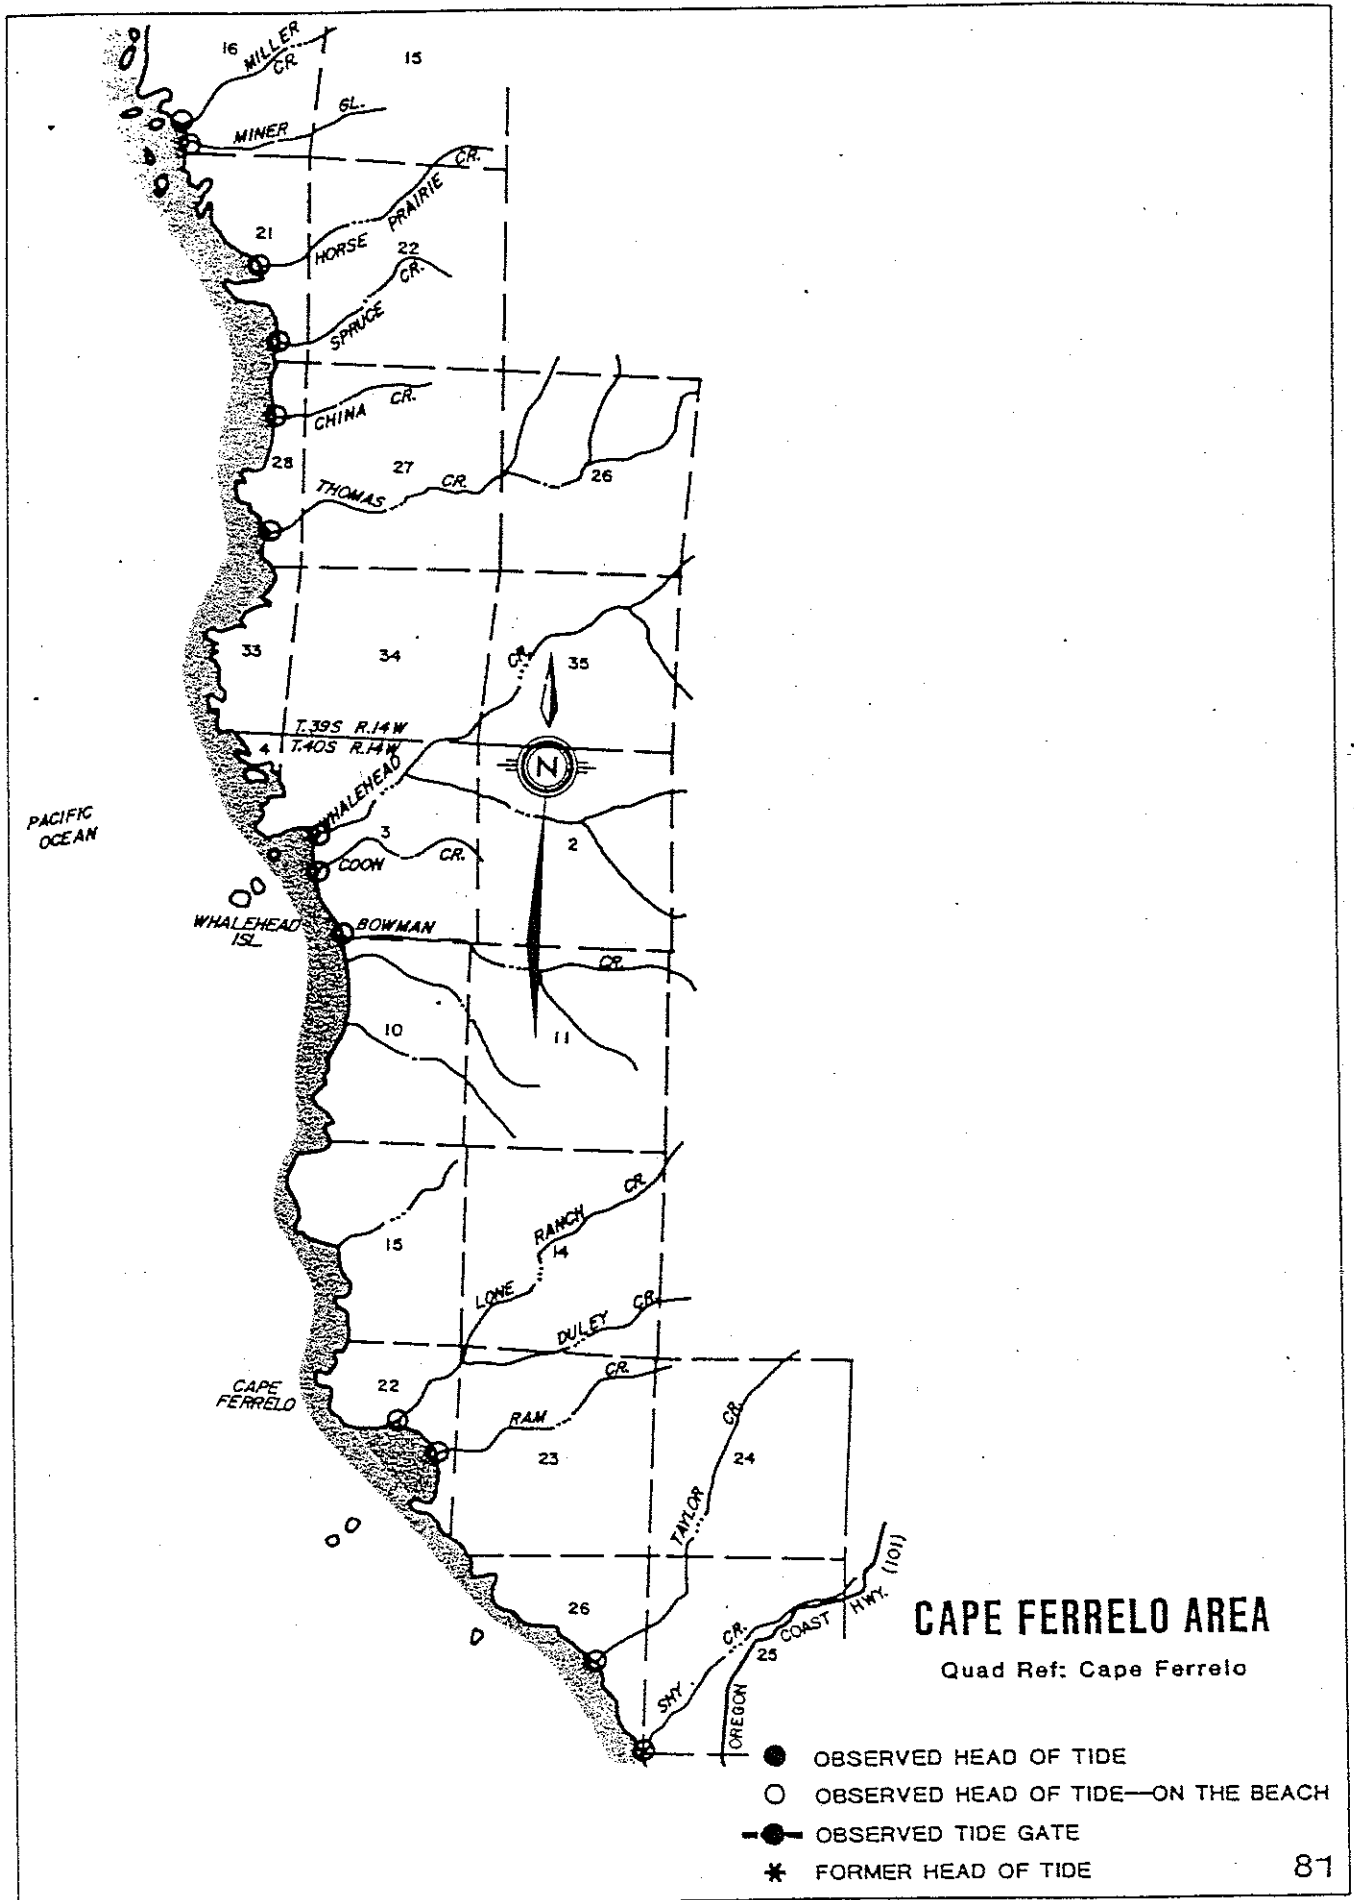 16
MILLER
CR.
15
MINER GL.
HORSE PRAIRIE CR.
21
22
SPRUCE CR.
CHINA CR.
28
27
26
THOMAS CR.
33
34
35
T.39S R.14W
T.40S R.14W
4
N
WHALEHEAD CR.
PACIFIC
OCEAN
3
2
COON CR.
WHALEHEAD
ISL.
BOWMAN CR.
10
11
15
14
LONE RANCH CR.
DULEY CR.
CAPE
FERRELO
22
RAM CR.
23
24
TAYLOR CR.
26
25
SHY. CR.
OREGON COAST HWY. (101)
CAPE FERRELO AREA
Quad Ref: Cape Ferrelo
OBSERVED HEAD OF TIDE
OBSERVED HEAD OF TIDE—ON THE BEACH
OBSERVED TIDE GATE
FORMER HEAD OF TIDE
81